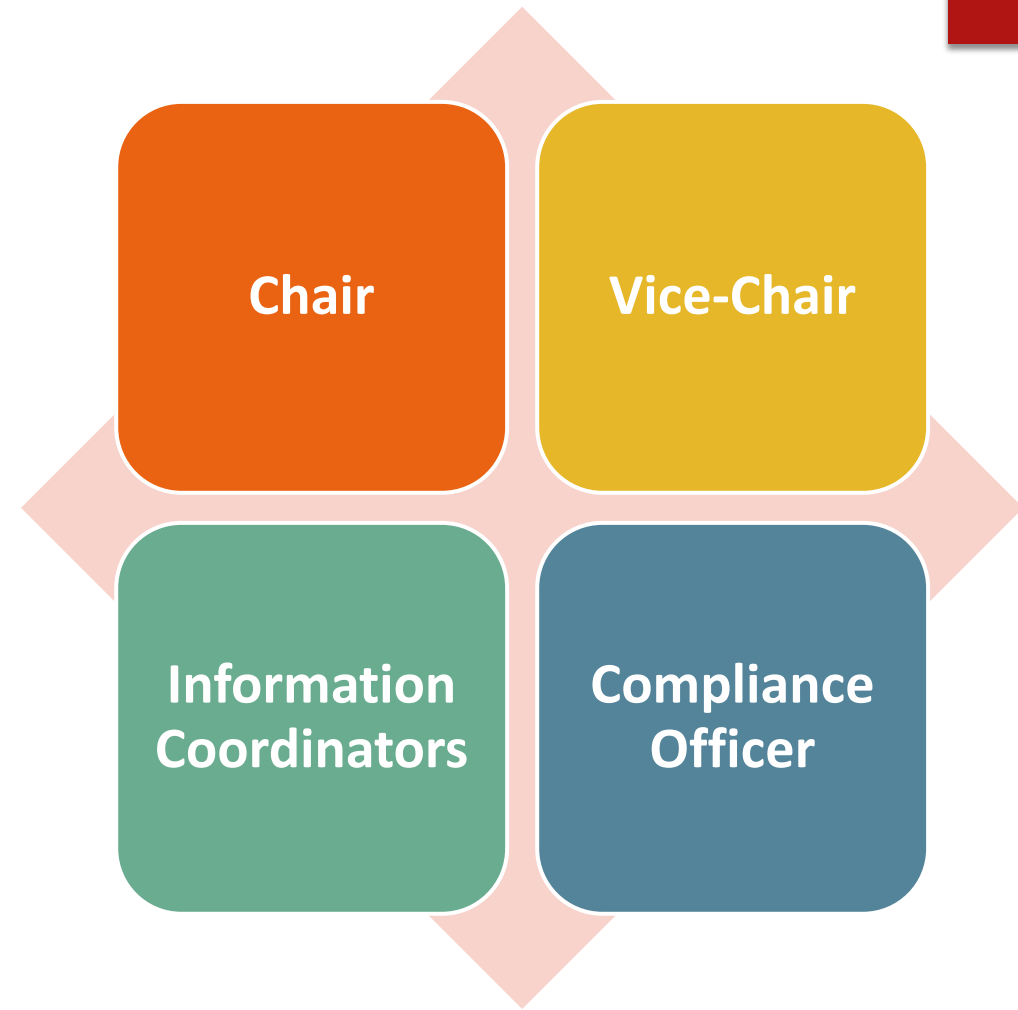 Chair
Vice-Chair
Information
Coordinators
Compliance
Officer